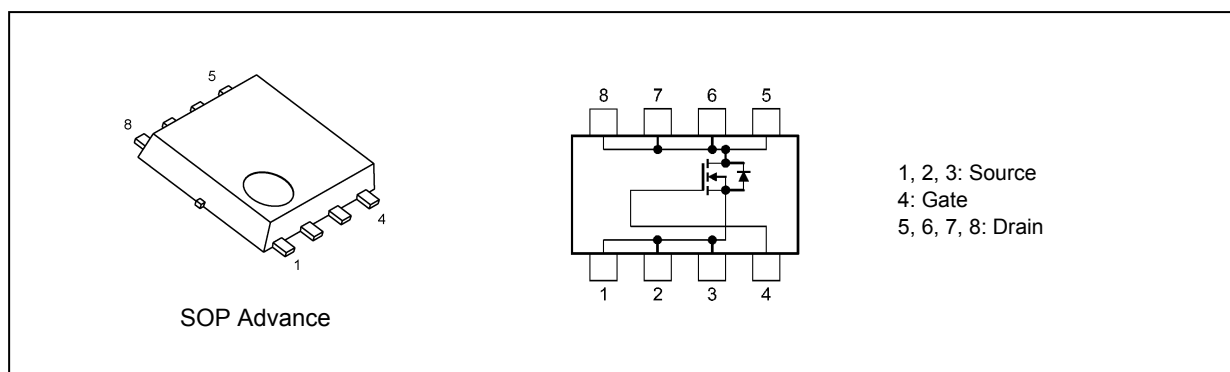 5
8
4
1
SOP Advance
8 7 6 5
1 2 3 4
1, 2, 3: Source
4: Gate
5, 6, 7, 8: Drain